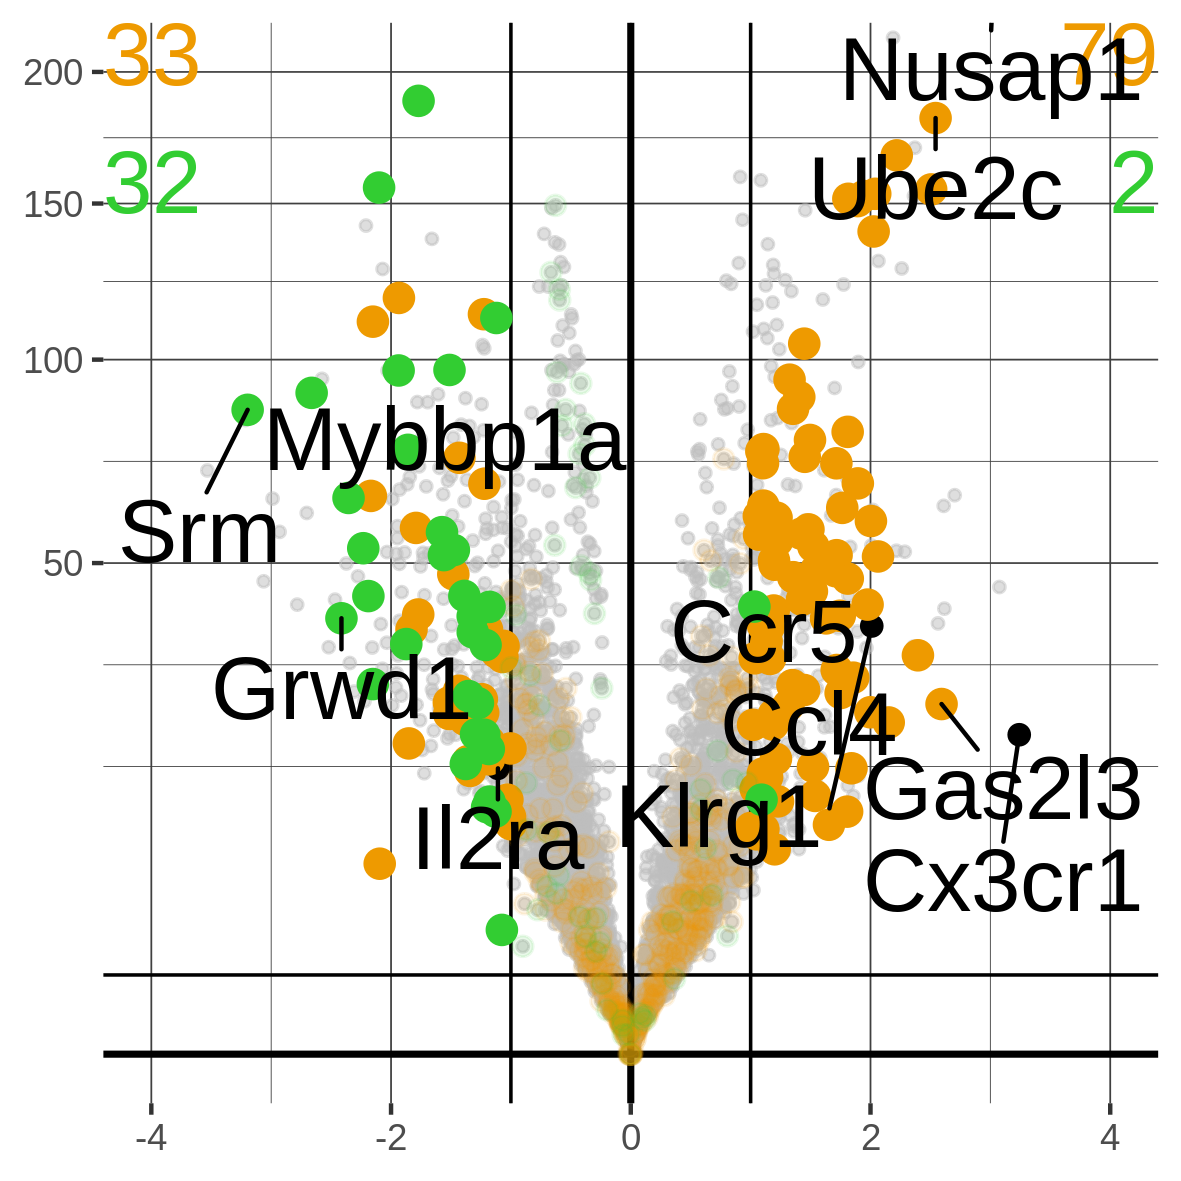 33
79
Nusap1
200
32
2
Ube2c
150
100
Mybbp1a
Srm
50
Ccr5
Grwd1
Ccl4
Gas2l3
Il2ra
Klrg1
Cx3cr1
-4
-2
0
2
4